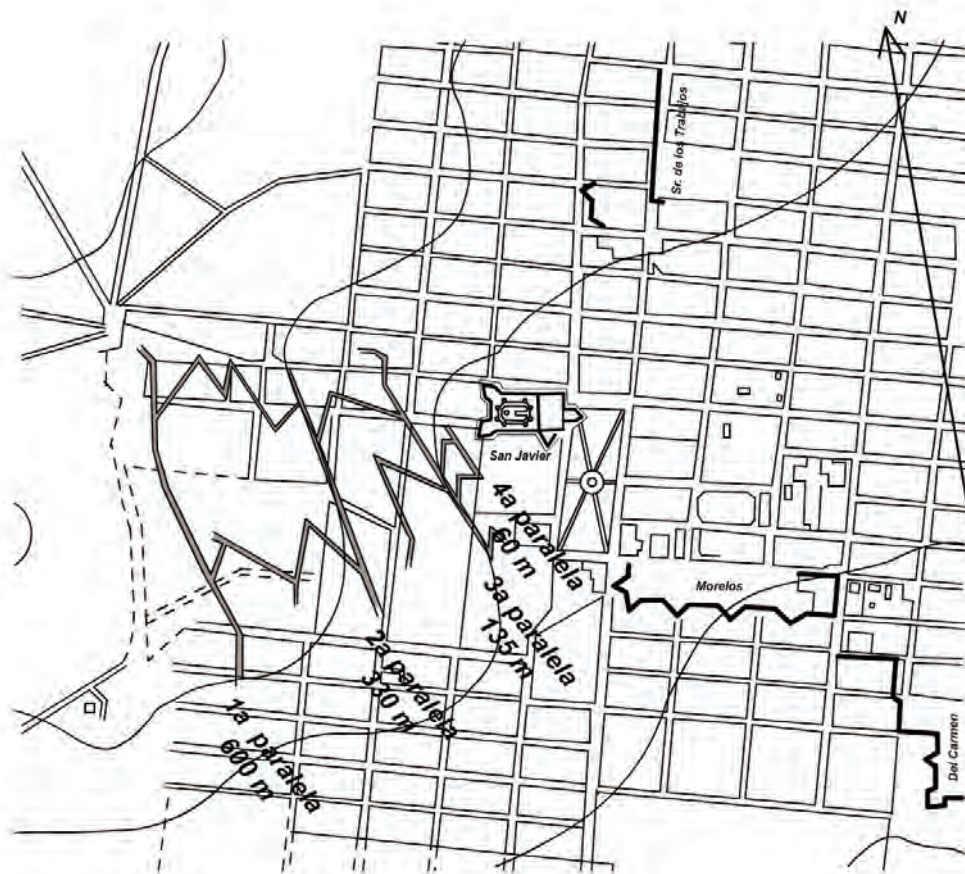 N
Sr. de los Trabajos
San Javier
4a paralela
60 m
3a paralela
135 m
Morelos
2a paralela
m
1a paralela
600 m
Del Carmen